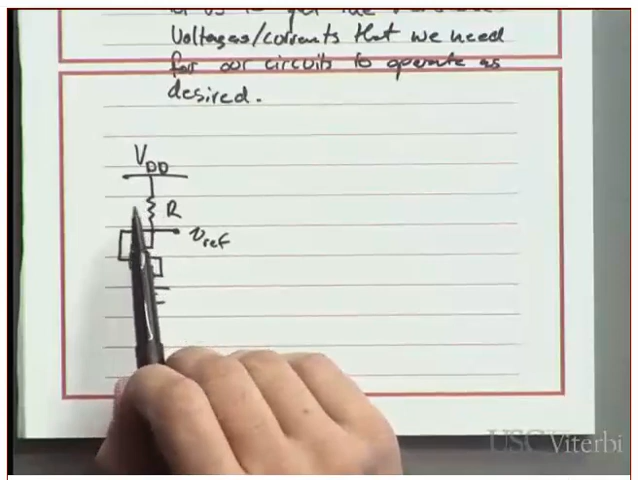 Voltages/currents that we need
for our circuits to operate as
desired.
VDD
R
vref
USC Viterbi